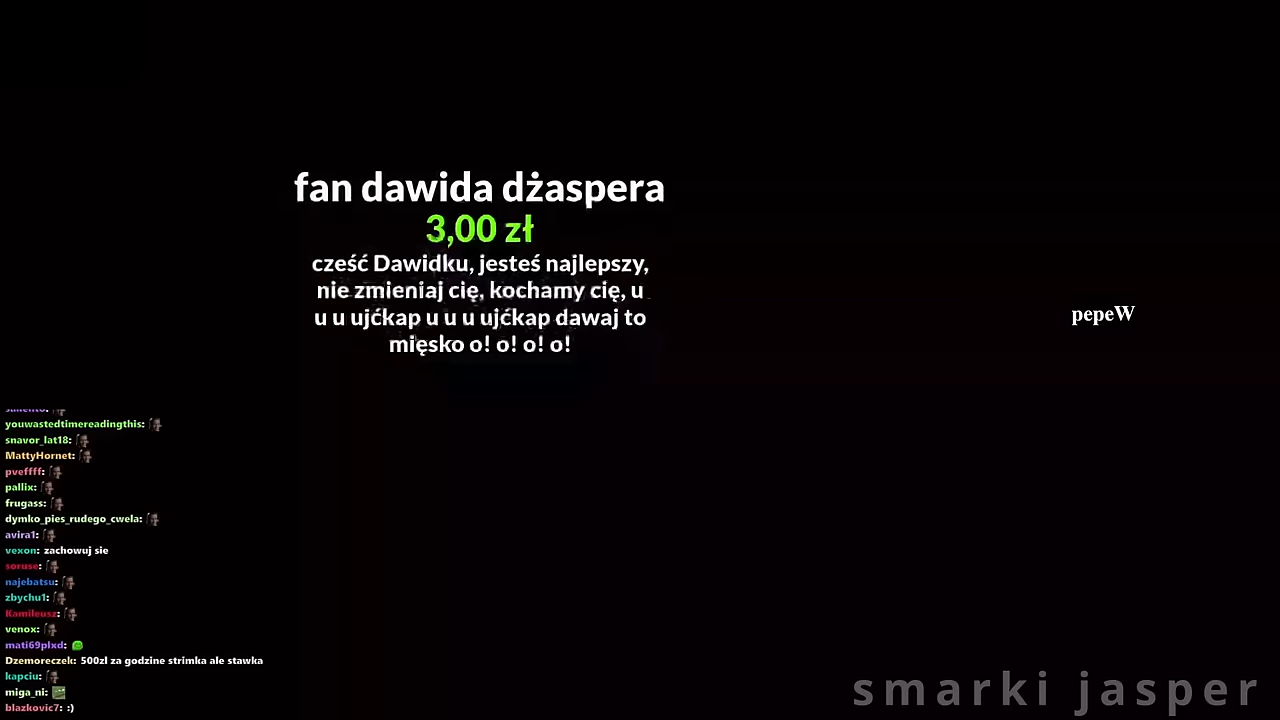 fan dawida dżaspera
3,00 zł
cześć Dawidku, jesteś najlepszy,
nie zmieniaj cię, kochamy cię, u
u u ujćkap u u u ujćkap dawaj to
mięsko o! o! o! o!
pepeW
youwastedtimereadingthis:
snavor_lat18:
MattyHornet:
pveffff:
pallix:
frugass:
dymko_pies_rudego_cwela:
avira1:
vexon: zachowuj sie
soruse:
najebatsu:
zbychu1:
Kamileusz:
venox:
mati69plxd:
Dzemoreczek: 500zl za godzine strimka ale stawka
kapciu:
miga_ni:
blazkovic7: :)
smarki jasper